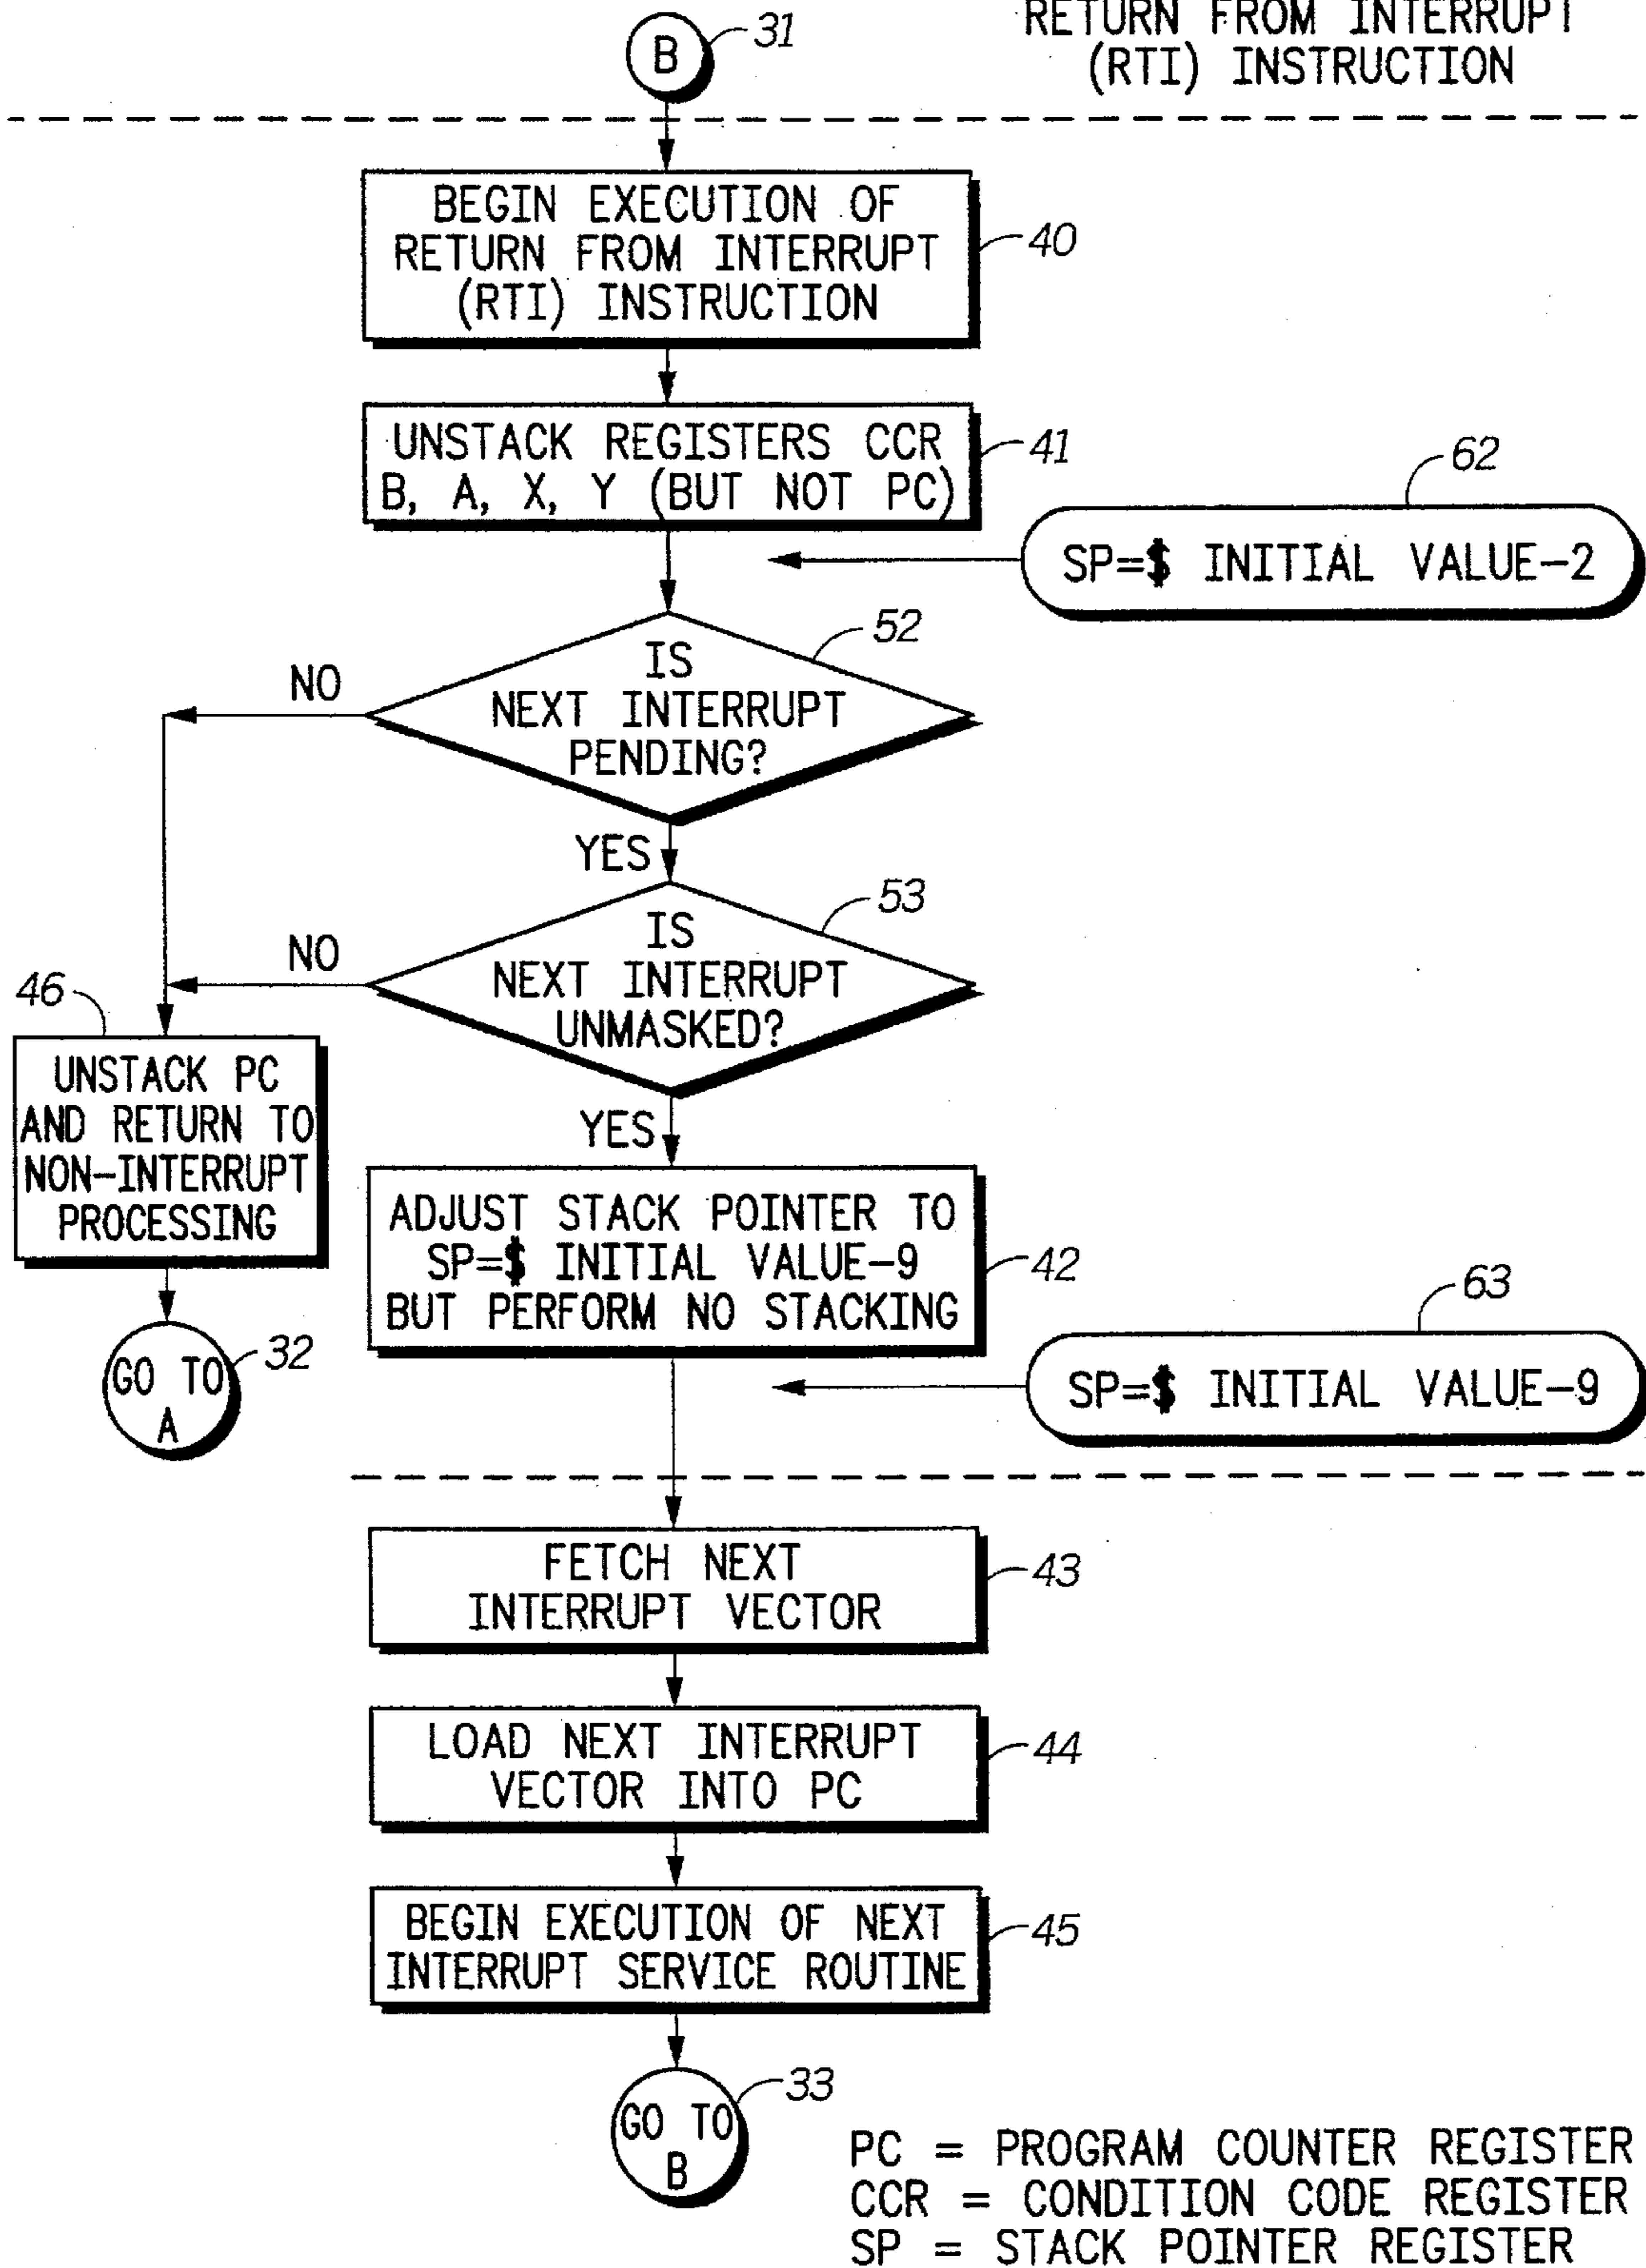 RETURN FROM INTERRUPT
(RTI) INSTRUCTION
B
31
BEGIN EXECUTION OF
RETURN FROM INTERRUPT
(RTI) INSTRUCTION
40
UNSTACK REGISTERS CCR
B, A, X, Y (BUT NOT PC)
41
62
SP=$ INITIAL VALUE-2
52
IS
NEXT INTERRUPT
PENDING?
NO
YES
53
IS
NEXT INTERRUPT
UNMASKED?
NO
46
UNSTACK PC
AND RETURN TO
NON-INTERRUPT
PROCESSING
YES
ADJUST STACK POINTER TO
SP=$ INITIAL VALUE-9
BUT PERFORM NO STACKING
42
63
SP=$ INITIAL VALUE-9
GO TO
A
32
FETCH NEXT
INTERRUPT VECTOR
43
LOAD NEXT INTERRUPT
VECTOR INTO PC
44
BEGIN EXECUTION OF NEXT
INTERRUPT SERVICE ROUTINE
45
GO TO
B
33
PC = PROGRAM COUNTER REGISTER
CCR = CONDITION CODE REGISTER
SP = STACK POINTER REGISTER